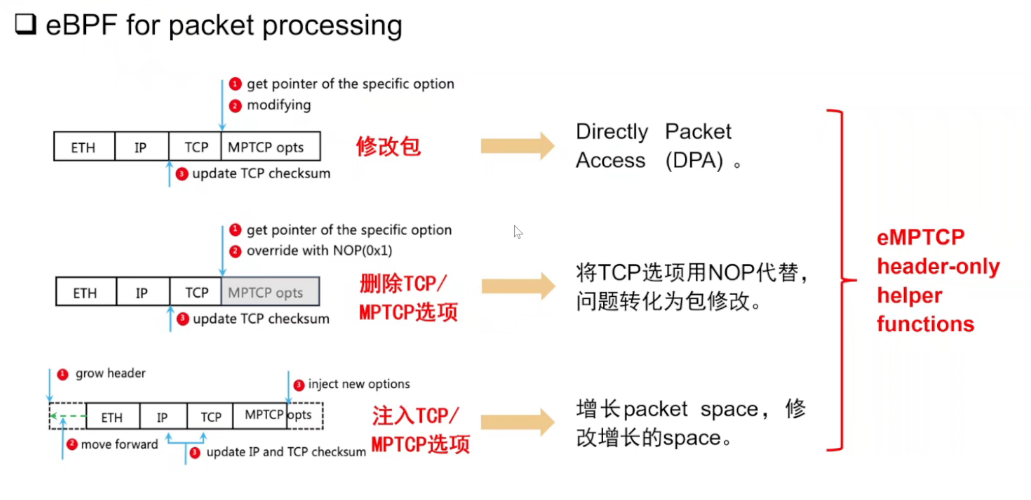 ❑ eBPF for packet processing
1 get pointer of the specific option
2 modifying
ETH IP TCP MPTCP opts
3 update TCP checksum
修改包
Directly Packet
Access (DPA) 。
1 get pointer of the specific option
2 override with NOP(0x1)
ETH IP TCP MPTCP opts
3 update TCP checksum
删除TCP/
MPTCP选项
将TCP选项用NOP代替，
问题转化为包修改。
1 grow header
3 inject new options
ETH IP TCP MPTCP opts
2 move forward
3 update IP and TCP checksum
注入TCP/
MPTCP选项
增长packet space，修
改增长的space。
eMPTCP
header-only
helper
functions